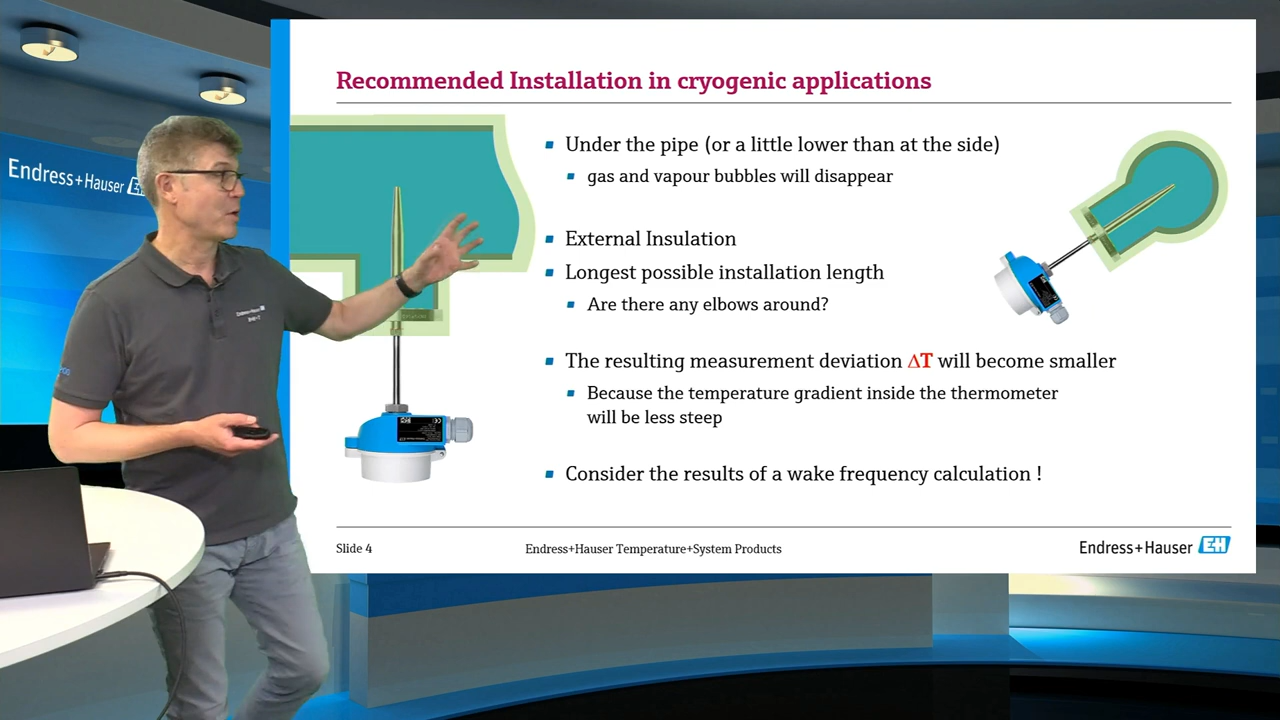 Recommended Installation in cryogenic applications
Endress+Hauser EH
Under the pipe (or a little lower than at the side)
gas and vapour bubbles will disappear
External Insulation
Longest possible installation length
Are there any elbows around?
The resulting measurement deviation ΔT will become smaller
Because the temperature gradient inside the thermometer
will be less steep
Consider the results of a wake frequency calculation !
Slide 4
Endress+Hauser Temperature+System Products
Endress+Hauser EH